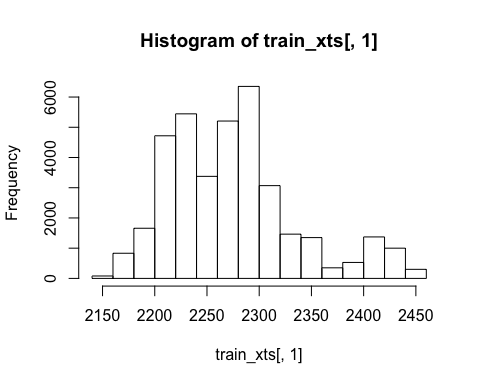 Histogram of train_xts[, 1]
Frequency
6000
4000
2000
0
2150 2200 2250 2300 2350 2400 2450
train_xts[, 1]